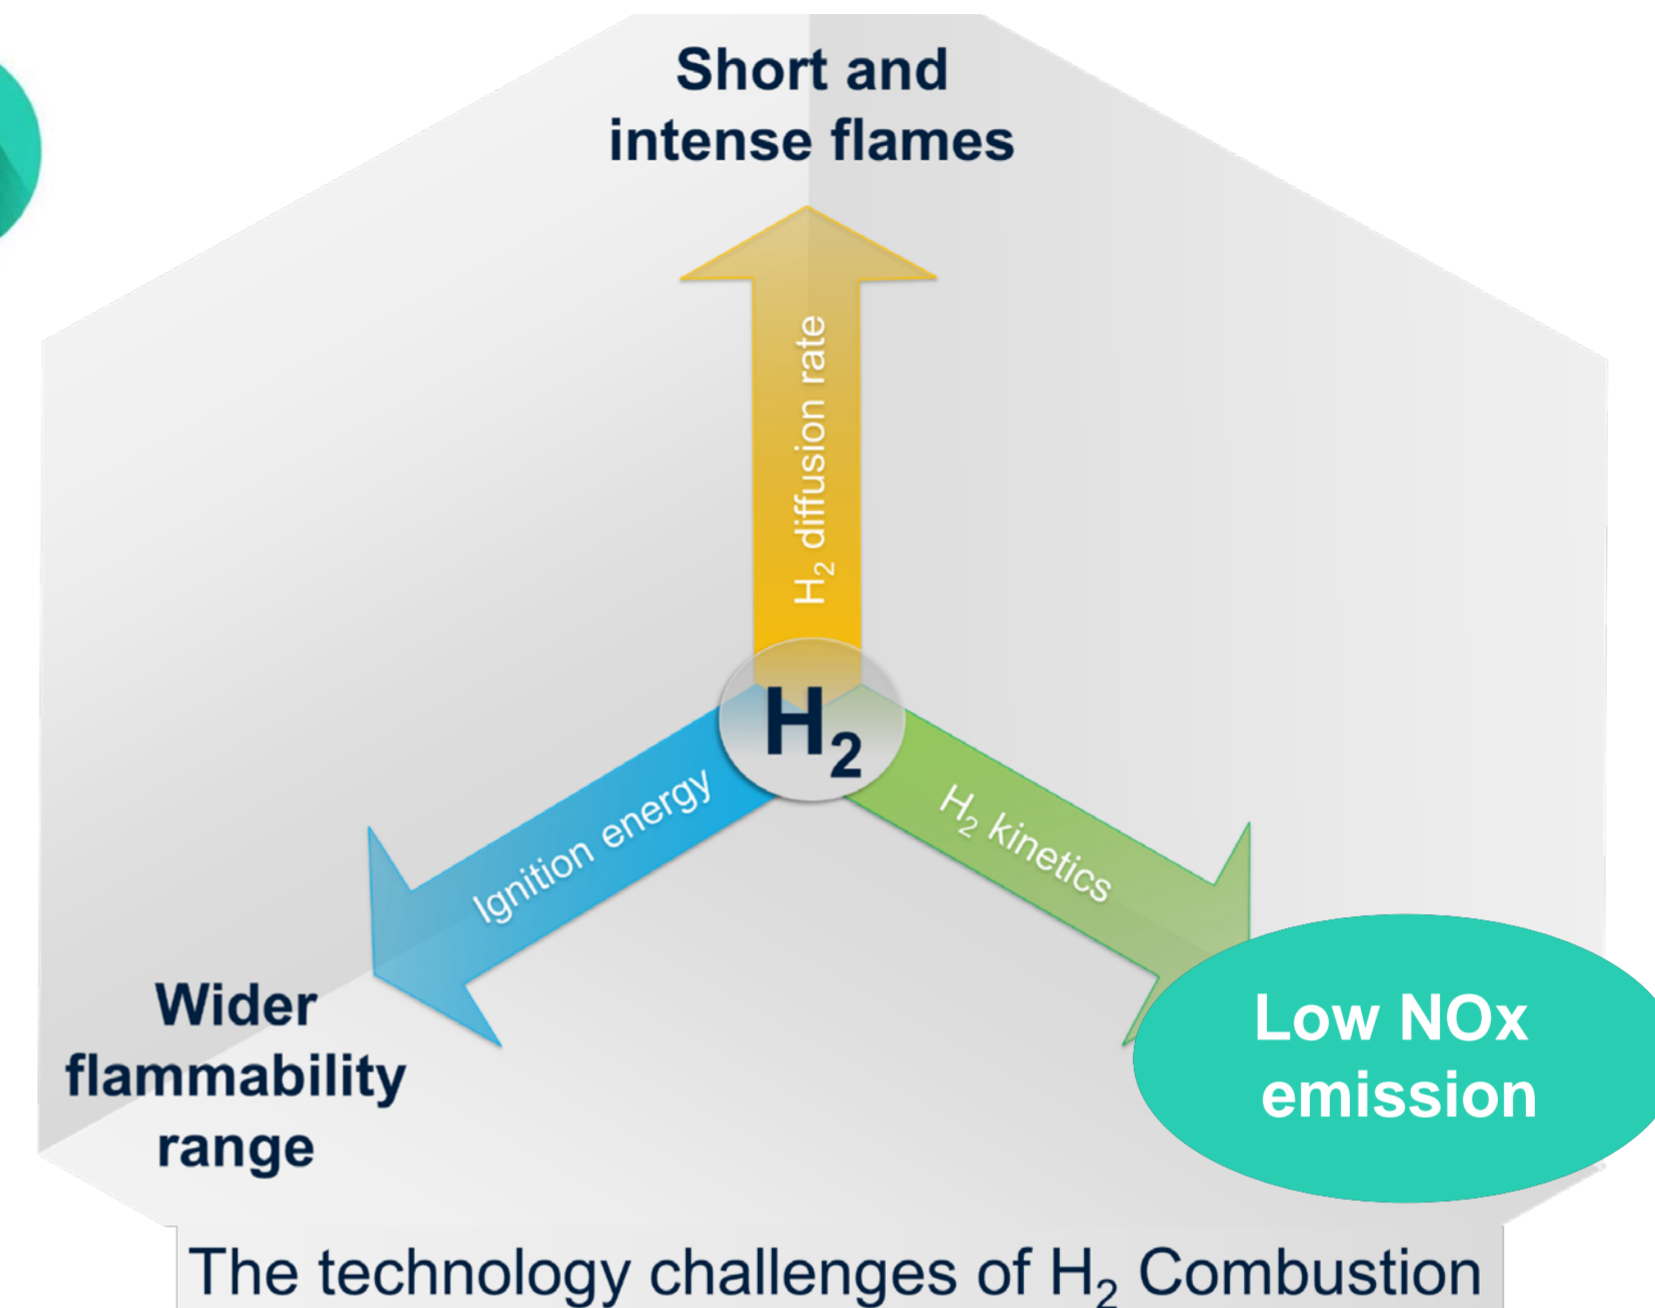 Short and
intense flames
H₂ diffusion rate
H₂
Ignition energy
H₂ kinetics
Wider
flammability
range
Low NOx
emission
The technology challenges of H₂ Combustion